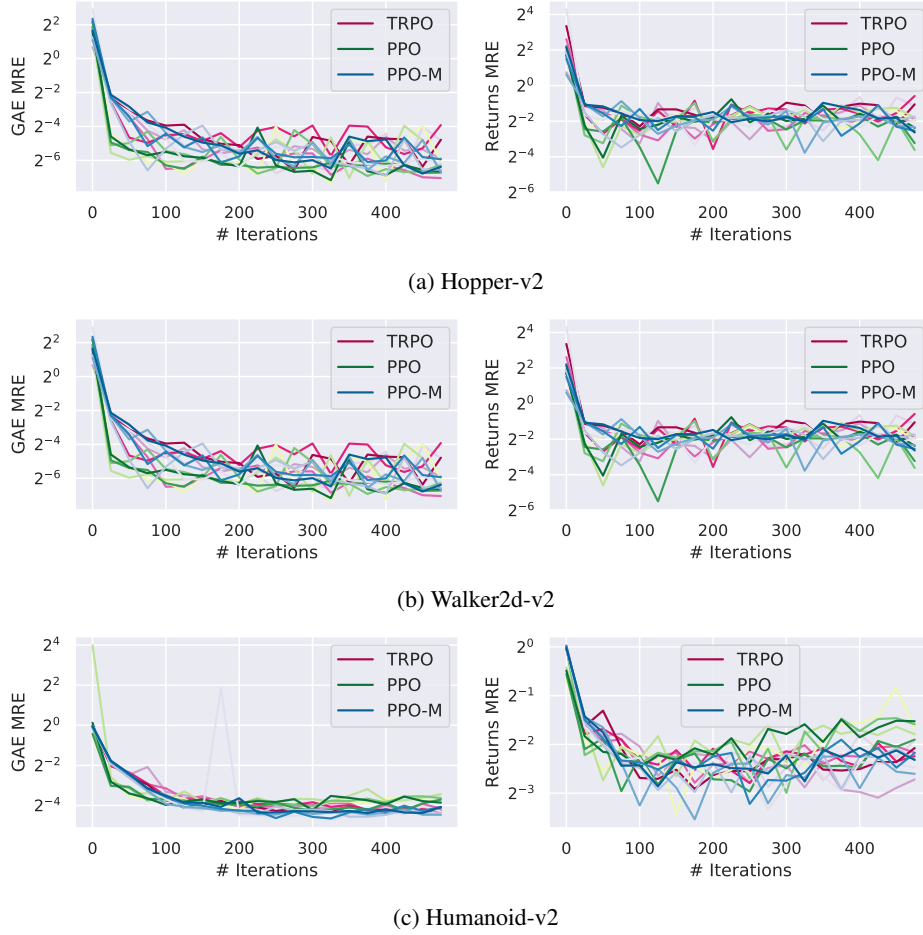 2^2
2^0
2^-2
2^-4
2^-6
GAE MRE
0 100 200 300 400
# Iterations
TRPO
PPO
PPO-M
2^4
2^2
2^0
2^-2
2^-4
2^-6
Returns MRE
0 100 200 300 400
# Iterations
TRPO
PPO
PPO-M
(a) Hopper-v2
2^2
2^0
2^-2
2^-4
2^-6
GAE MRE
0 100 200 300 400
# Iterations
TRPO
PPO
PPO-M
2^4
2^2
2^0
2^-2
2^-4
2^-6
Returns MRE
0 100 200 300 400
# Iterations
TRPO
PPO
PPO-M
(b) Walker2d-v2
2^4
2^2
2^0
2^-2
2^-4
GAE MRE
0 100 200 300 400
# Iterations
TRPO
PPO
PPO-M
2^0
2^-1
2^-2
2^-3
Returns MRE
0 100 200 300 400
# Iterations
TRPO
PPO
PPO-M
(c) Humanoid-v2